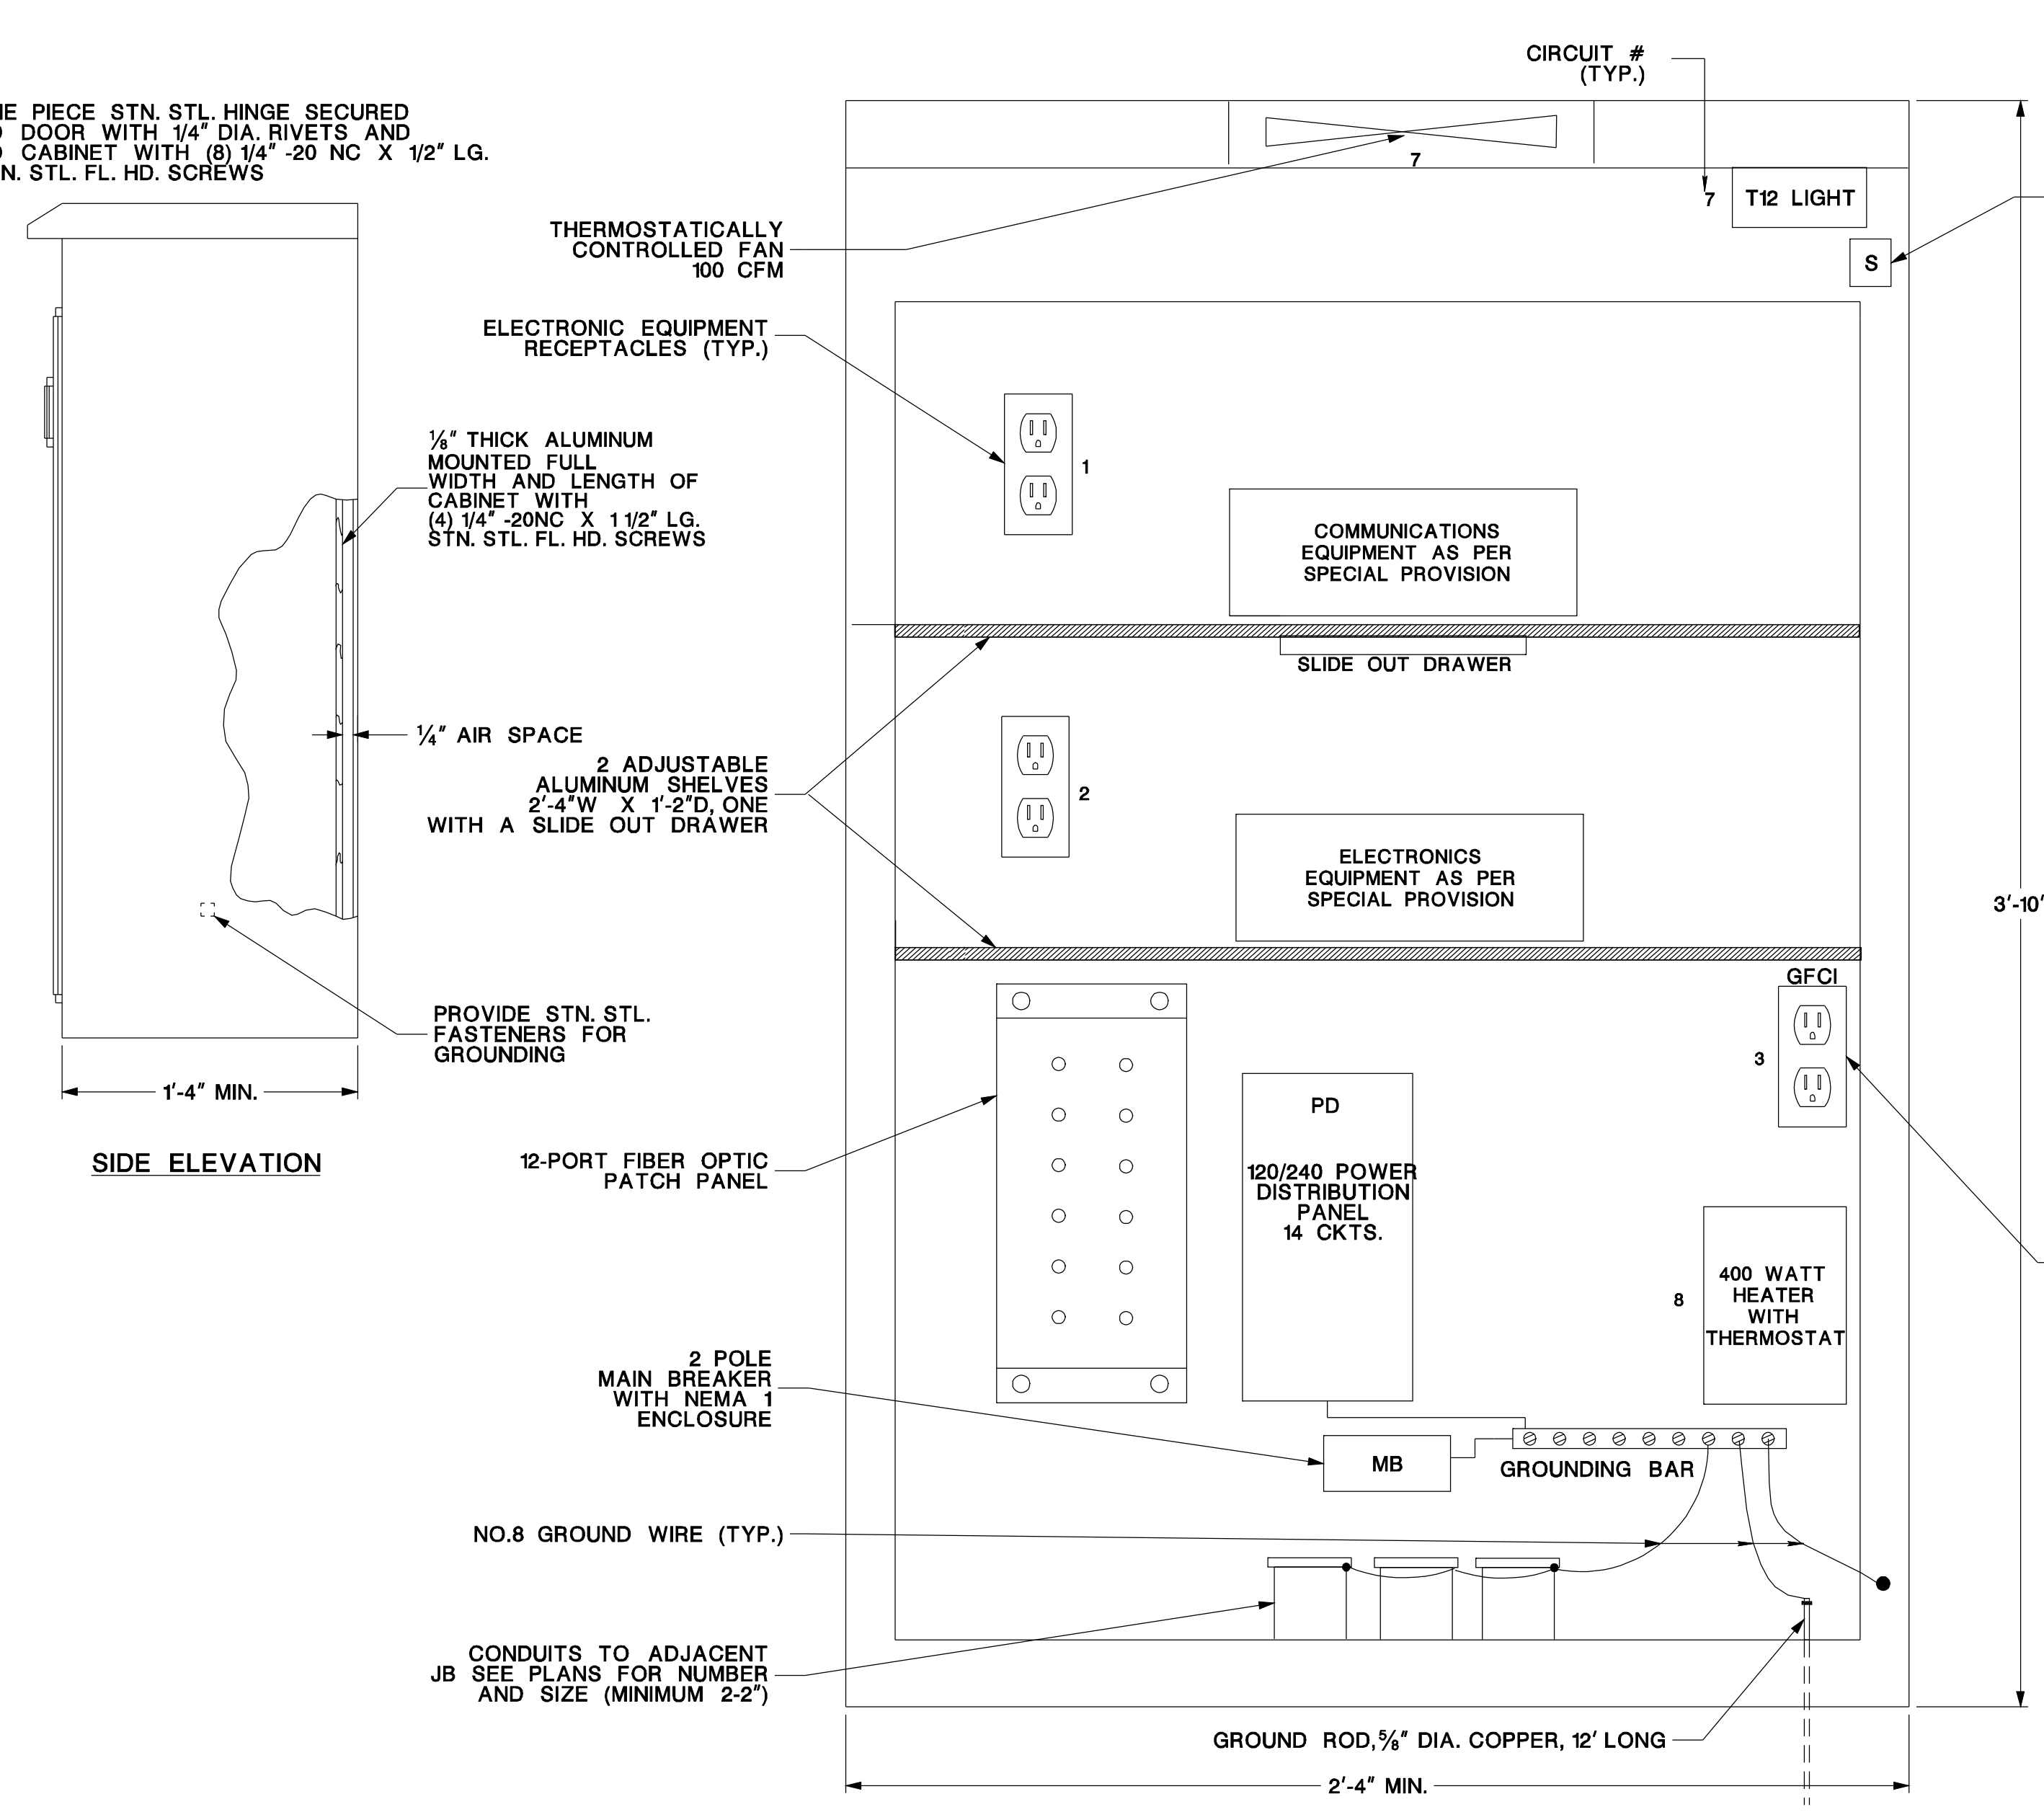 CIRCUIT #
(TYP.)
PIECE STN. STL. HINGE SECURED
DOOR WITH 1/4" DIA. RIVETS AND
CABINET WITH (8) 1/4" -20 NC X 1/2" LG.
STL. FL. HD. SCREWS
7
7
T12 LIGHT
S
THERMOSTATICALLY
CONTROLLED FAN
100 CFM
ELECTRONIC EQUIPMENT
RECEPTACLES (TYP.)
1
⅛" THICK ALUMINUM
MOUNTED FULL
WIDTH AND LENGTH OF
CABINET WITH
(4) 1/4" -20NC X 1 1/2" LG.
STN. STL. FL. HD. SCREWS
COMMUNICATIONS
EQUIPMENT AS PER
SPECIAL PROVISION
SLIDE OUT DRAWER
¼" AIR SPACE
2 ADJUSTABLE
ALUMINUM SHELVES
2'-4"W X 1'-2"D, ONE
WITH A SLIDE OUT DRAWER
2
ELECTRONICS
EQUIPMENT AS PER
SPECIAL PROVISION
3'-10"
GFCI
3
PROVIDE STN. STL.
FASTENERS FOR
GROUNDING
1'-4" MIN.
SIDE ELEVATION
12-PORT FIBER OPTIC
PATCH PANEL
PD
120/240 POWER
DISTRIBUTION
PANEL
14 CKTS.
8
400 WATT
HEATER
WITH
THERMOSTAT
2 POLE
MAIN BREAKER
WITH NEMA 1
ENCLOSURE
MB
GROUNDING BAR
NO.8 GROUND WIRE (TYP.)
CONDUITS TO ADJACENT
JB SEE PLANS FOR NUMBER
AND SIZE (MINIMUM 2-2")
GROUND ROD, ⅝" DIA. COPPER, 12' LONG
2'-4" MIN.